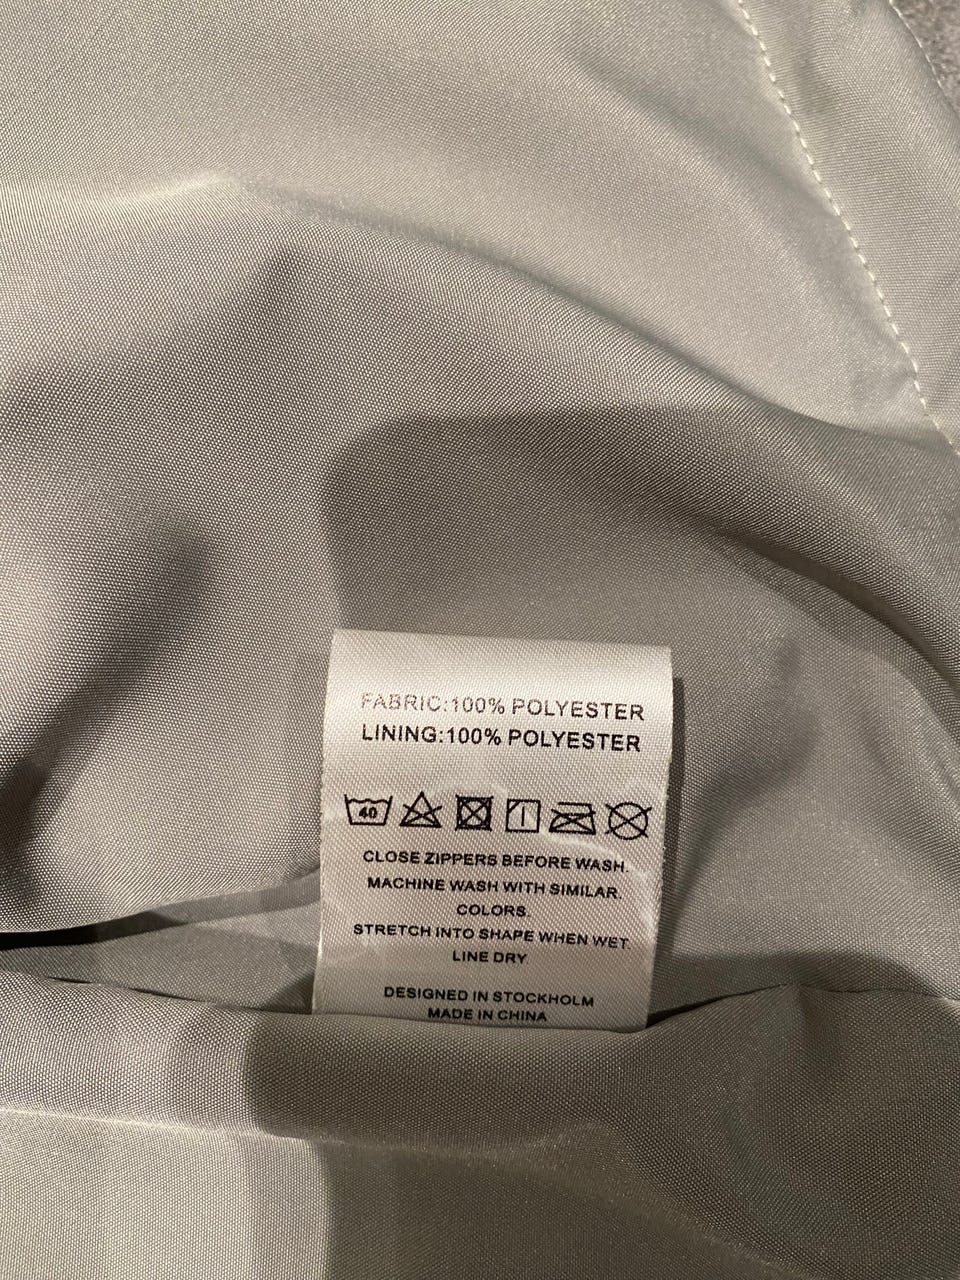 FABRIC:100% POLYESTER
LINING:100% POLYESTER
40
CLOSE ZIPPERS BEFORE WASH.
MACHINE WASH WITH SIMILAR.
COLORS.
STRETCH INTO SHAPE WHEN WET.
LINE DRY
DESIGNED IN STOCKHOLM
MADE IN CHINA